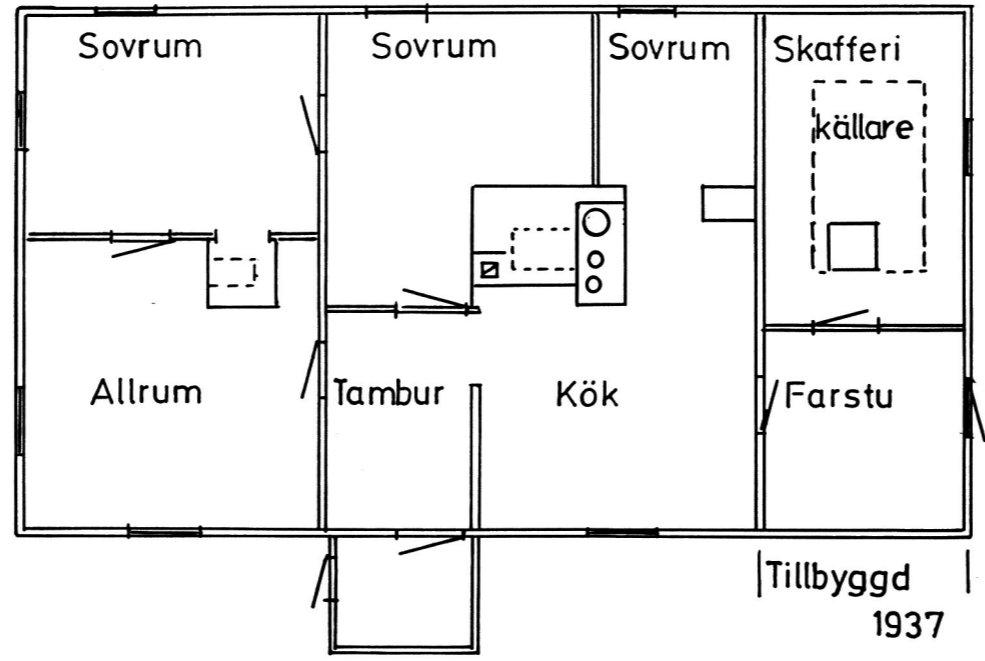 Sovrum
Sovrum
Sovrum
Skafferi
källare
Allrum
Tambur
Kök
Farstu
Tillbyggd
1937